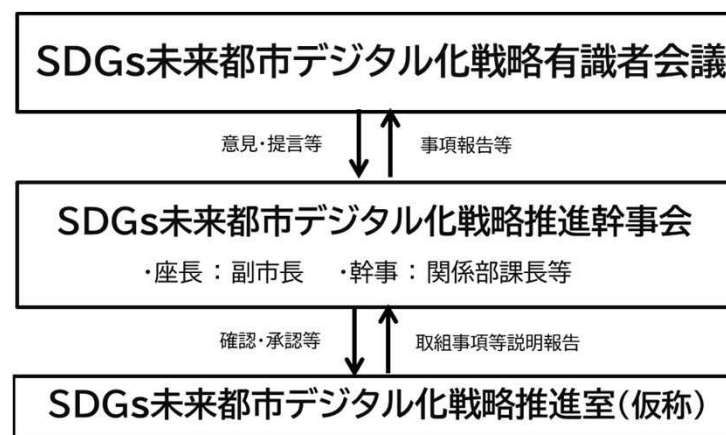 SDGs未来都市デジタル化戦略有識者会議
意見・提言等 事項報告等
SDGs未来都市デジタル化戦略推進幹事会
・座長：副市長 ・幹事：関係部課長等
確認・承認等 取組事項等説明報告
SDGs未来都市デジタル化戦略推進室(仮称)